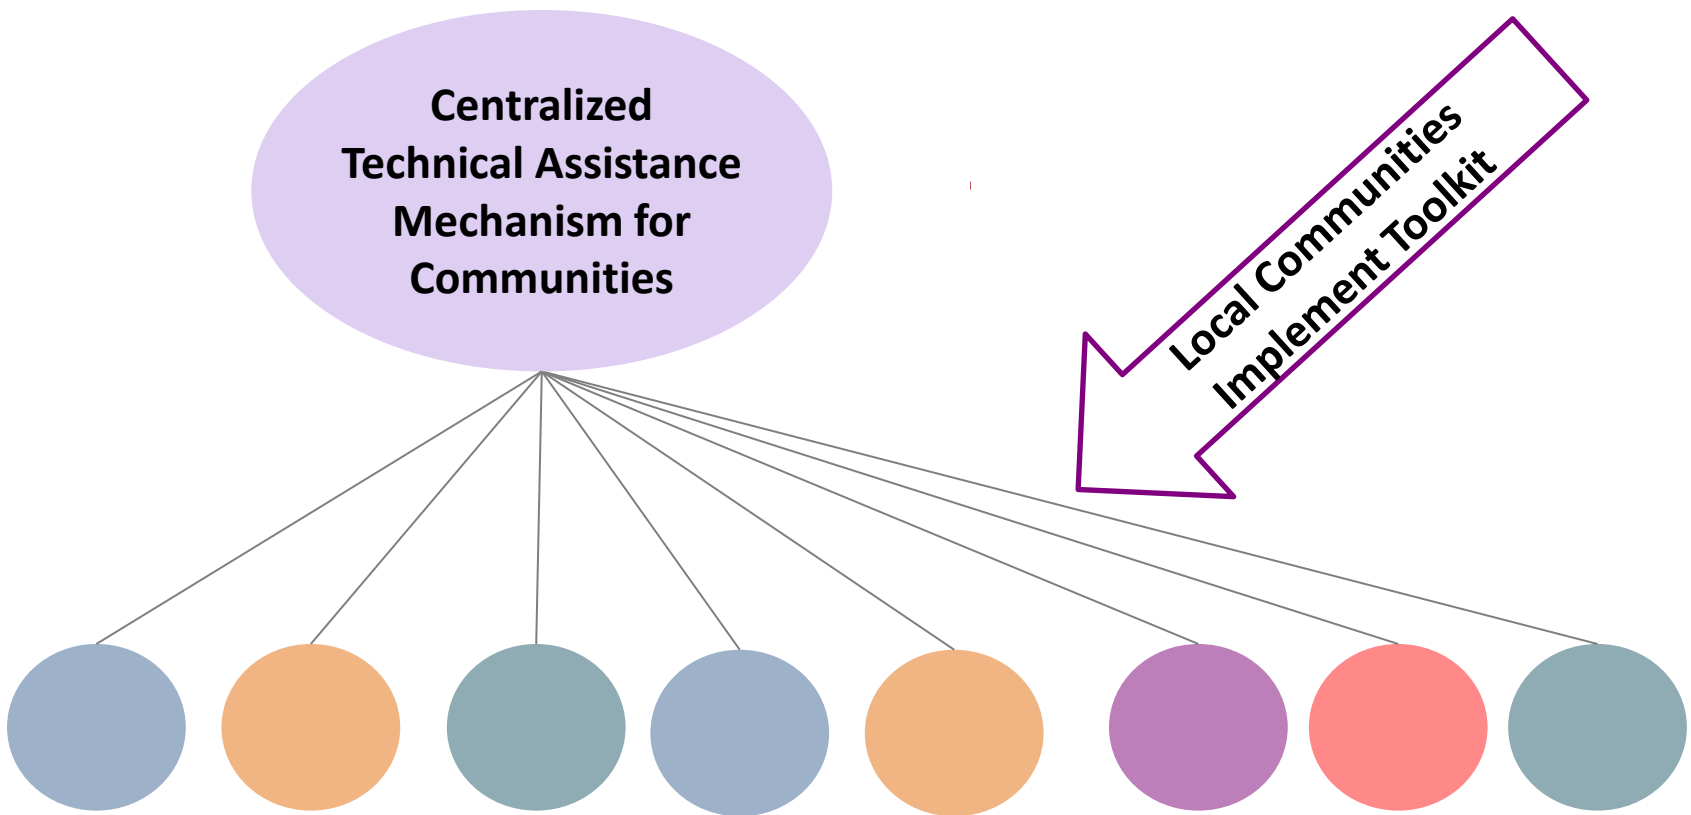 Centralized
Technical Assistance
Mechanism for
Communities
Local Communities
Implement Toolkit